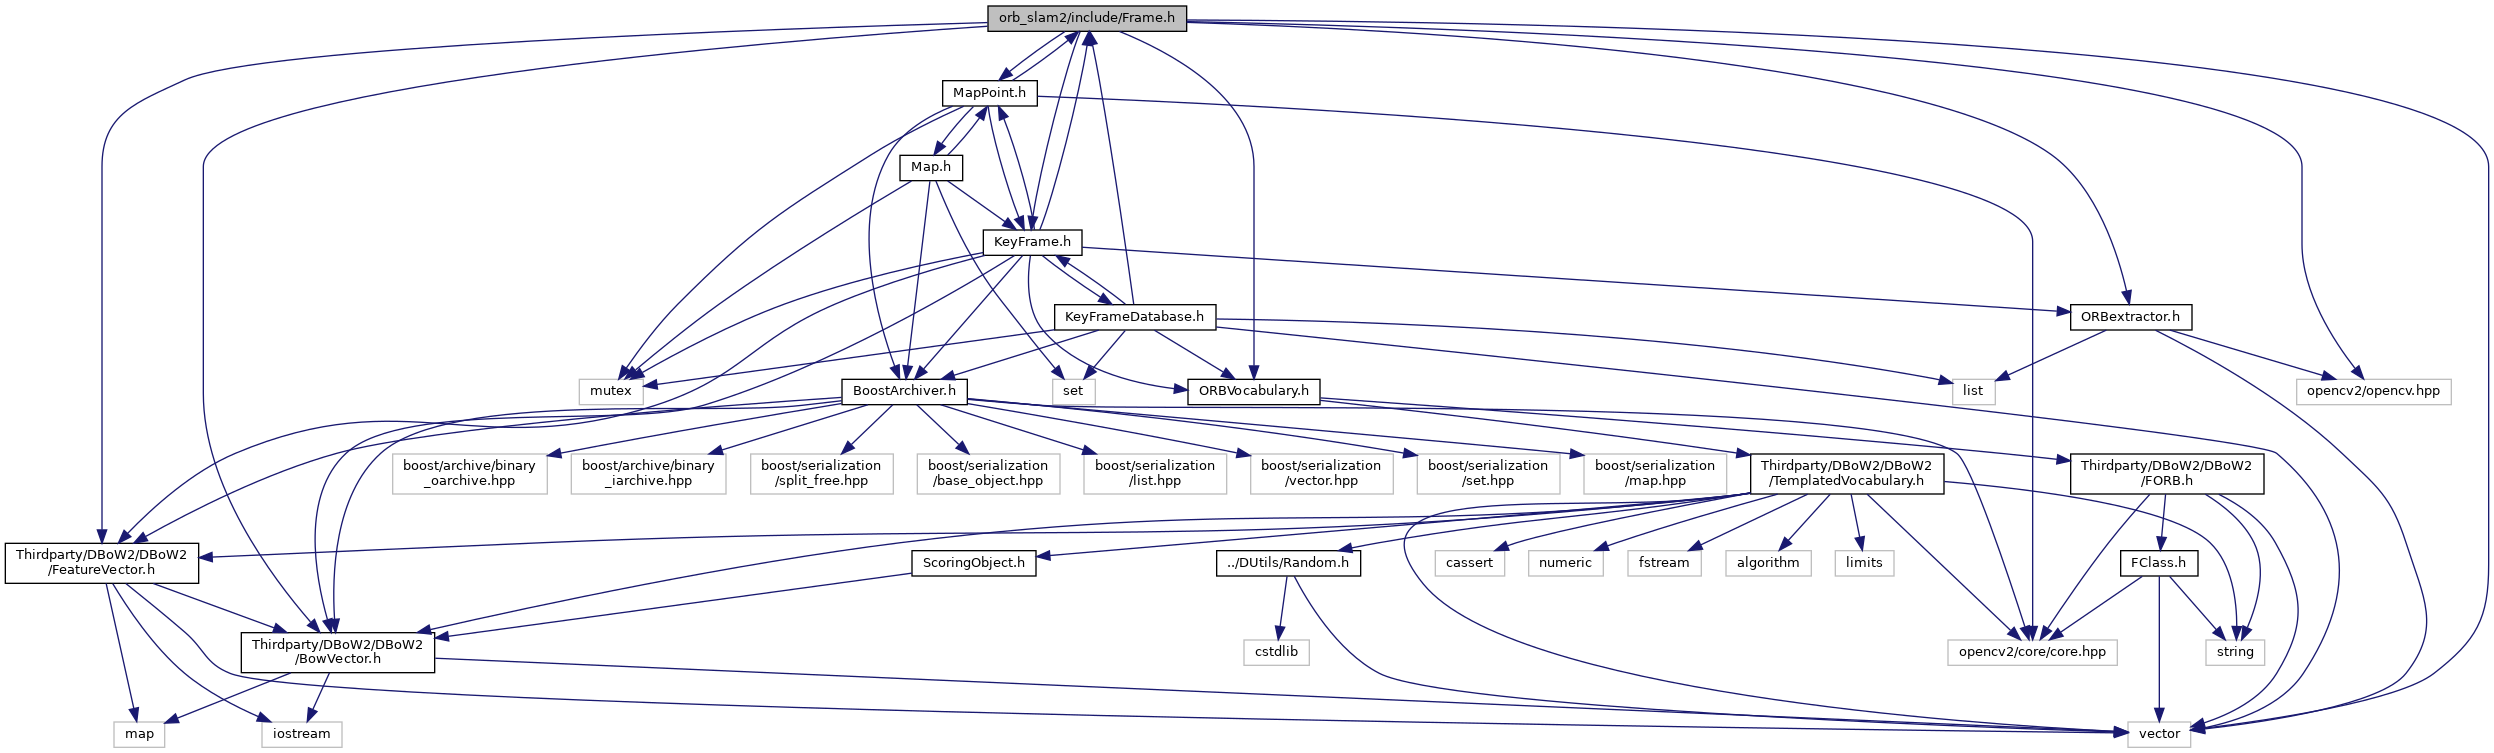 orb_slam2/include/Frame.h
MapPoint.h
Map.h
KeyFrame.h
KeyFrameDatabase.h
ORBextractor.h
mutex
BoostArchiver.h
set
ORBVocabulary.h
list
opencv2/opencv.hpp
boost/archive/binary
_oarchive.hpp
boost/archive/binary
_iarchive.hpp
boost/serialization
/split_free.hpp
boost/serialization
/base_object.hpp
boost/serialization
/list.hpp
boost/serialization
/vector.hpp
boost/serialization
/set.hpp
boost/serialization
/map.hpp
Thirdparty/DBoW2/DBoW2
/TemplatedVocabulary.h
Thirdparty/DBoW2/DBoW2
/FORB.h
Thirdparty/DBoW2/DBoW2
/FeatureVector.h
ScoringObject.h
../DUtils/Random.h
cassert
numeric
fstream
algorithm
limits
FClass.h
Thirdparty/DBoW2/DBoW2
/BowVector.h
cstdlib
opencv2/core/core.hpp
string
map
iostream
vector